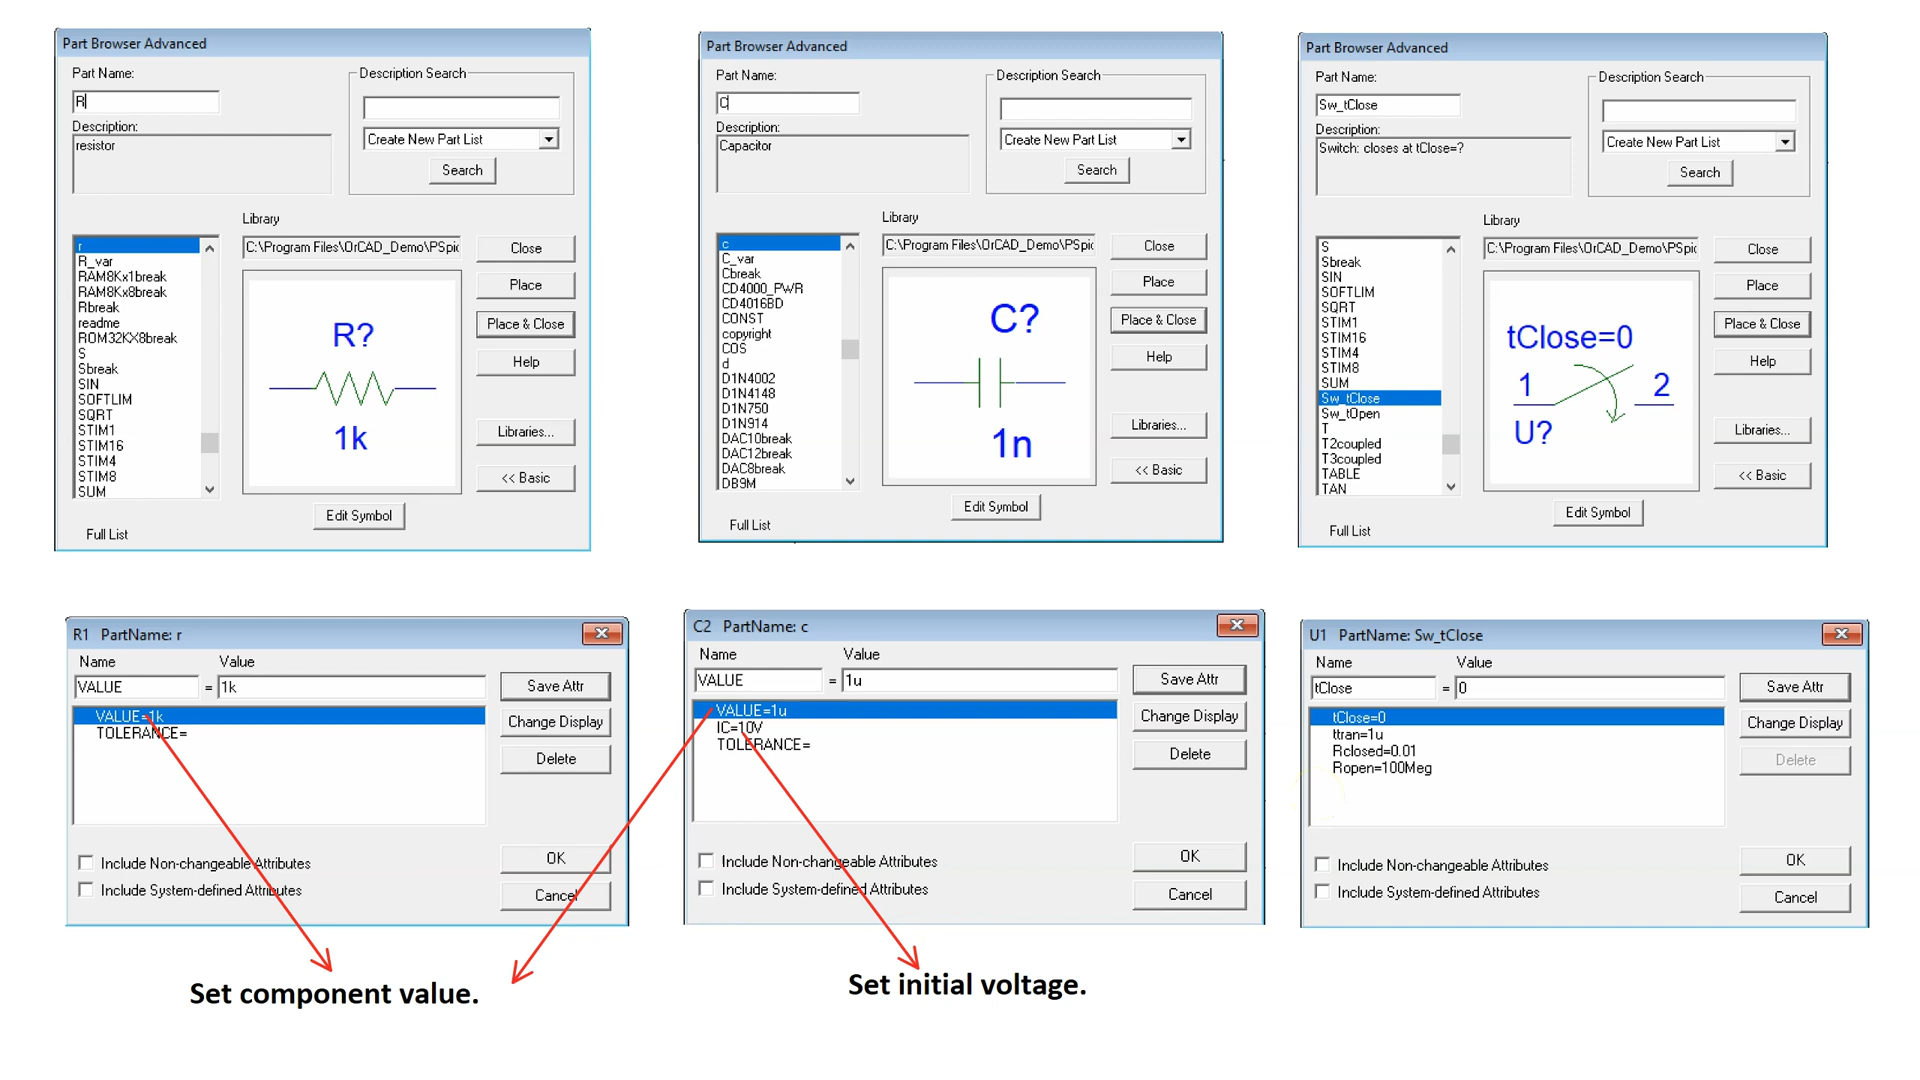 Part Browser Advanced
Part Name:
R
Description:
resistor
Description Search
Create New Part List
Search
Library
C:\Program Files\OrCAD_Demo\PSpic
r
R_var
RAM8Kx1break
RAM8Kx8break
Rbreak
readme
ROM32KX8break
S
Sbreak
SIN
SOFTLIM
SQRT
STIM1
STIM16
STIM4
STIM8
SUM
Full List
R?
1k
Edit Symbol
Close
Place
Place & Close
Help
Libraries...
<< Basic
Part Browser Advanced
Part Name:
C
Description:
Capacitor
Description Search
Create New Part List
Search
Library
C:\Program Files\OrCAD_Demo\PSpic
c
C_var
Cbreak
CD4000_PWR
CD4016BD
CONST
copyright
COS
d
D1N4002
D1N4148
D1N750
D1N914
DAC10break
DAC12break
DAC8break
DB9M
Full List
C?
1n
Edit Symbol
Close
Place
Place & Close
Help
Libraries...
<< Basic
Part Browser Advanced
Part Name:
Sw_tClose
Description:
Switch: closes at tClose=?
Description Search
Create New Part List
Search
Library
C:\Program Files\OrCAD_Demo\PSpic
S
Sbreak
SIN
SOFTLIM
SQRT
STIM1
STIM16
STIM4
STIM8
SUM
Sw_tClose
Sw_tOpen
T
T2coupled
T3coupled
TABLE
TAN
Full List
tClose=0
1 2
U?
Edit Symbol
Close
Place
Place & Close
Help
Libraries...
<< Basic
R1 PartName: r
Name Value
VALUE = 1k
VALUE=1k
TOLERANCE=
Save Attr
Change Display
Delete
Include Non-changeable Attributes
Include System-defined Attributes
OK
Cancel
C2 PartName: c
Name Value
VALUE = 1u
VALUE=1u
IC=10V
TOLERANCE=
Save Attr
Change Display
Delete
Include Non-changeable Attributes
Include System-defined Attributes
OK
Cancel
U1 PartName: Sw_tClose
Name Value
tClose = 0
tClose=0
ttran=1u
Rclosed=0.01
Ropen=100Meg
Save Attr
Change Display
Delete
Include Non-changeable Attributes
Include System-defined Attributes
OK
Cancel
Set component value.
Set initial voltage.